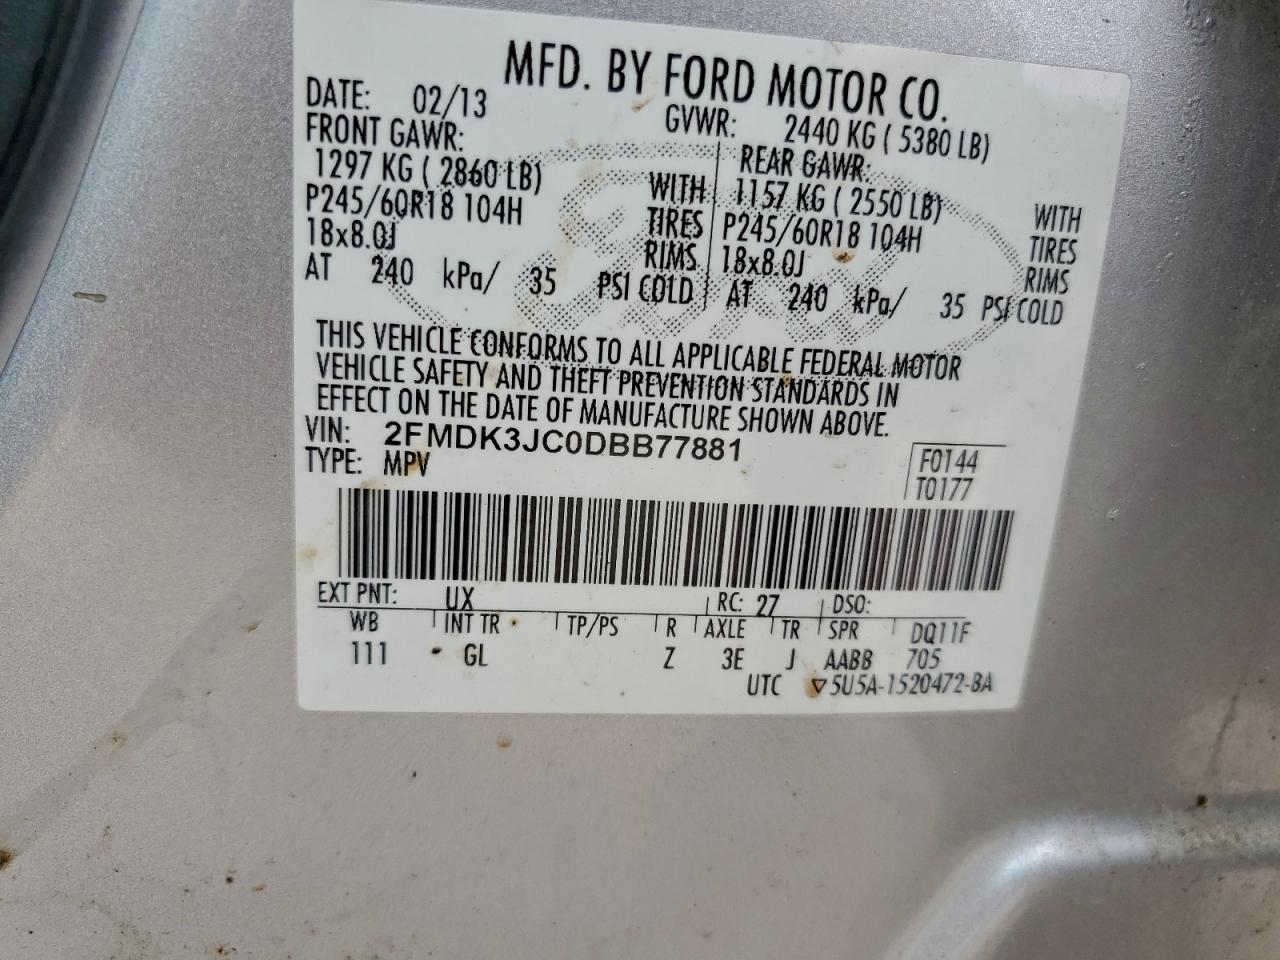 MFD. BY FORD MOTOR CO.
DATE: 02/13 GVWR: 2440 KG ( 5380 LB)
FRONT GAWR: REAR GAWR:
1297 KG ( 2860 LB) WITH 1157 KG ( 2550 LB) WITH
P245/60R18 104H TIRES P245/60R18 104H TIRES
18x8.0J RIMS 18x8.0J RIMS
AT 240 kPa/ 35 PSI COLD AT 240 kPa/ 35 PSI COLD
THIS VEHICLE CONFORMS TO ALL APPLICABLE FEDERAL MOTOR
VEHICLE SAFETY AND THEFT PREVENTION STANDARDS IN
EFFECT ON THE DATE OF MANUFACTURE SHOWN ABOVE.
VIN: 2FMDK3JC0DBB77881
TYPE: MPV
F0144
T0177
EXT PNT: UX RC: 27 DSO:
WB INT TR TP/PS R AXLE TR SPR DQ11F
111 GL Z 3E J AABB 705
UTC ▽5U5A-1520472-BA
Ford